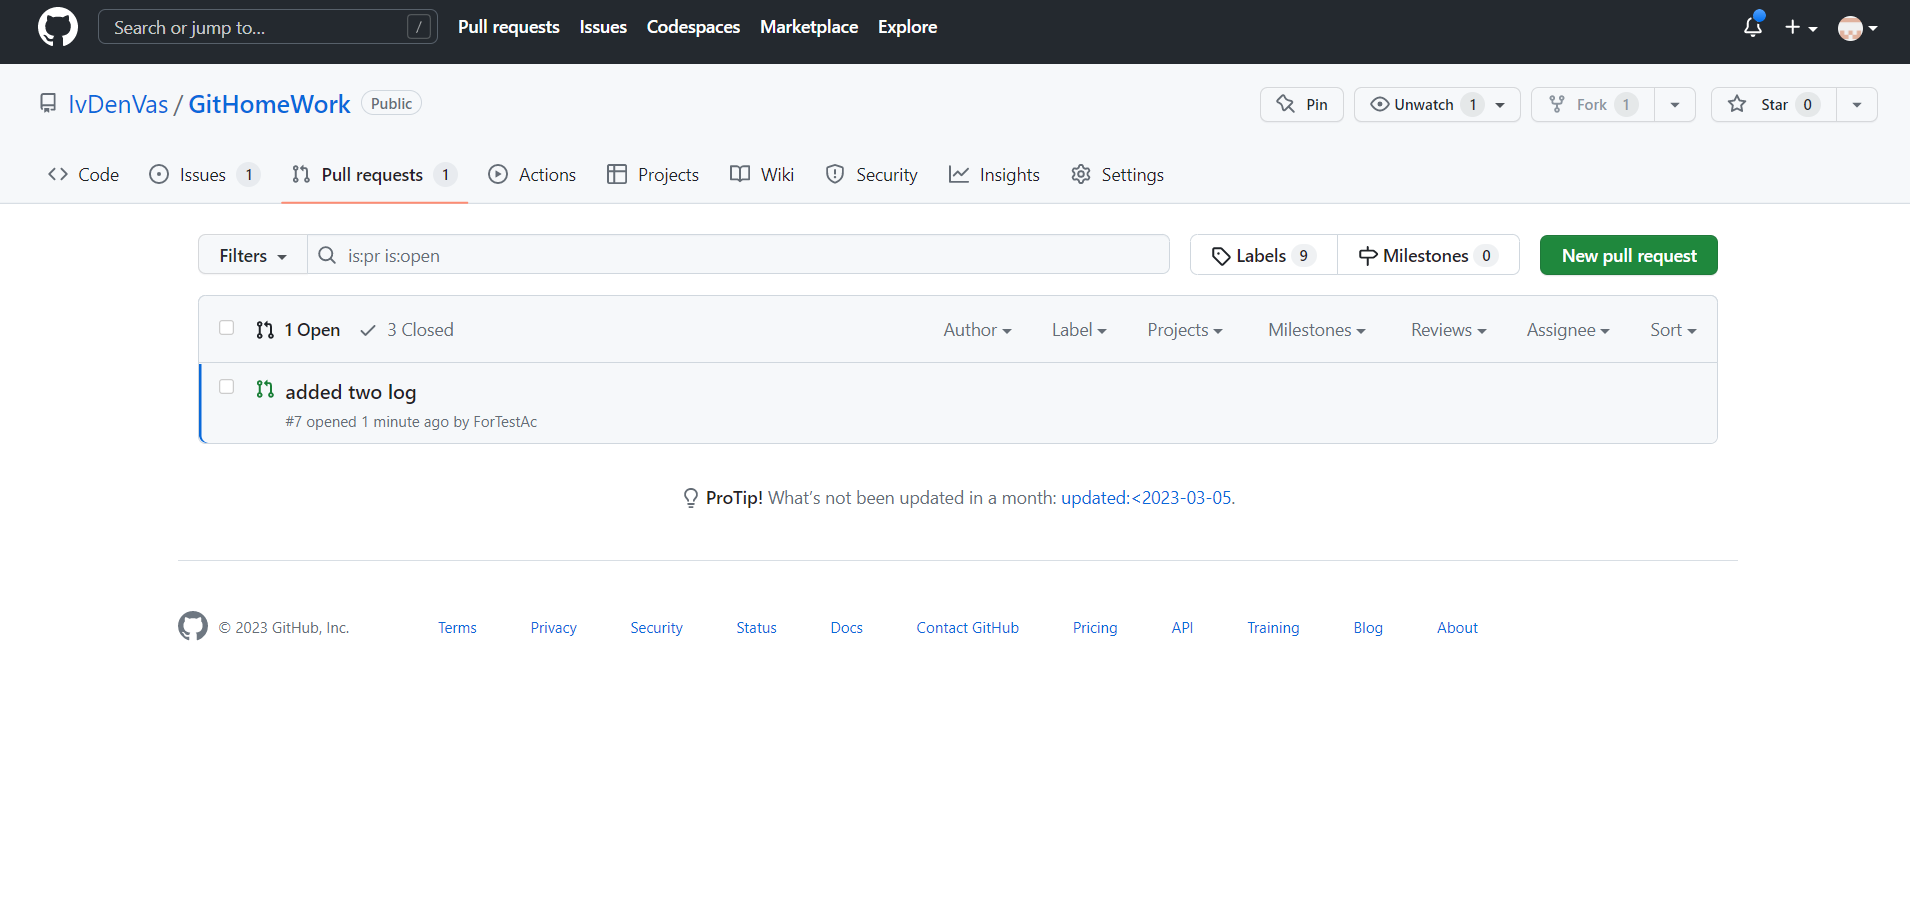 Search or jump to... / Pull requests Issues Codespaces Marketplace Explore
IvDenVas / GitHomeWork Public Pin Unwatch 1 Fork 1 Star 0
Code Issues 1 Pull requests 1 Actions Projects Wiki Security Insights Settings
Filters is:pr is:open Labels 9 Milestones 0 New pull request
1 Open 3 Closed Author Label Projects Milestones Reviews Assignee Sort
added two log
#7 opened 1 minute ago by ForTestAc
ProTip! What's not been updated in a month: updated:<2023-03-05.
© 2023 GitHub, Inc. Terms Privacy Security Status Docs Contact GitHub Pricing API Training Blog About